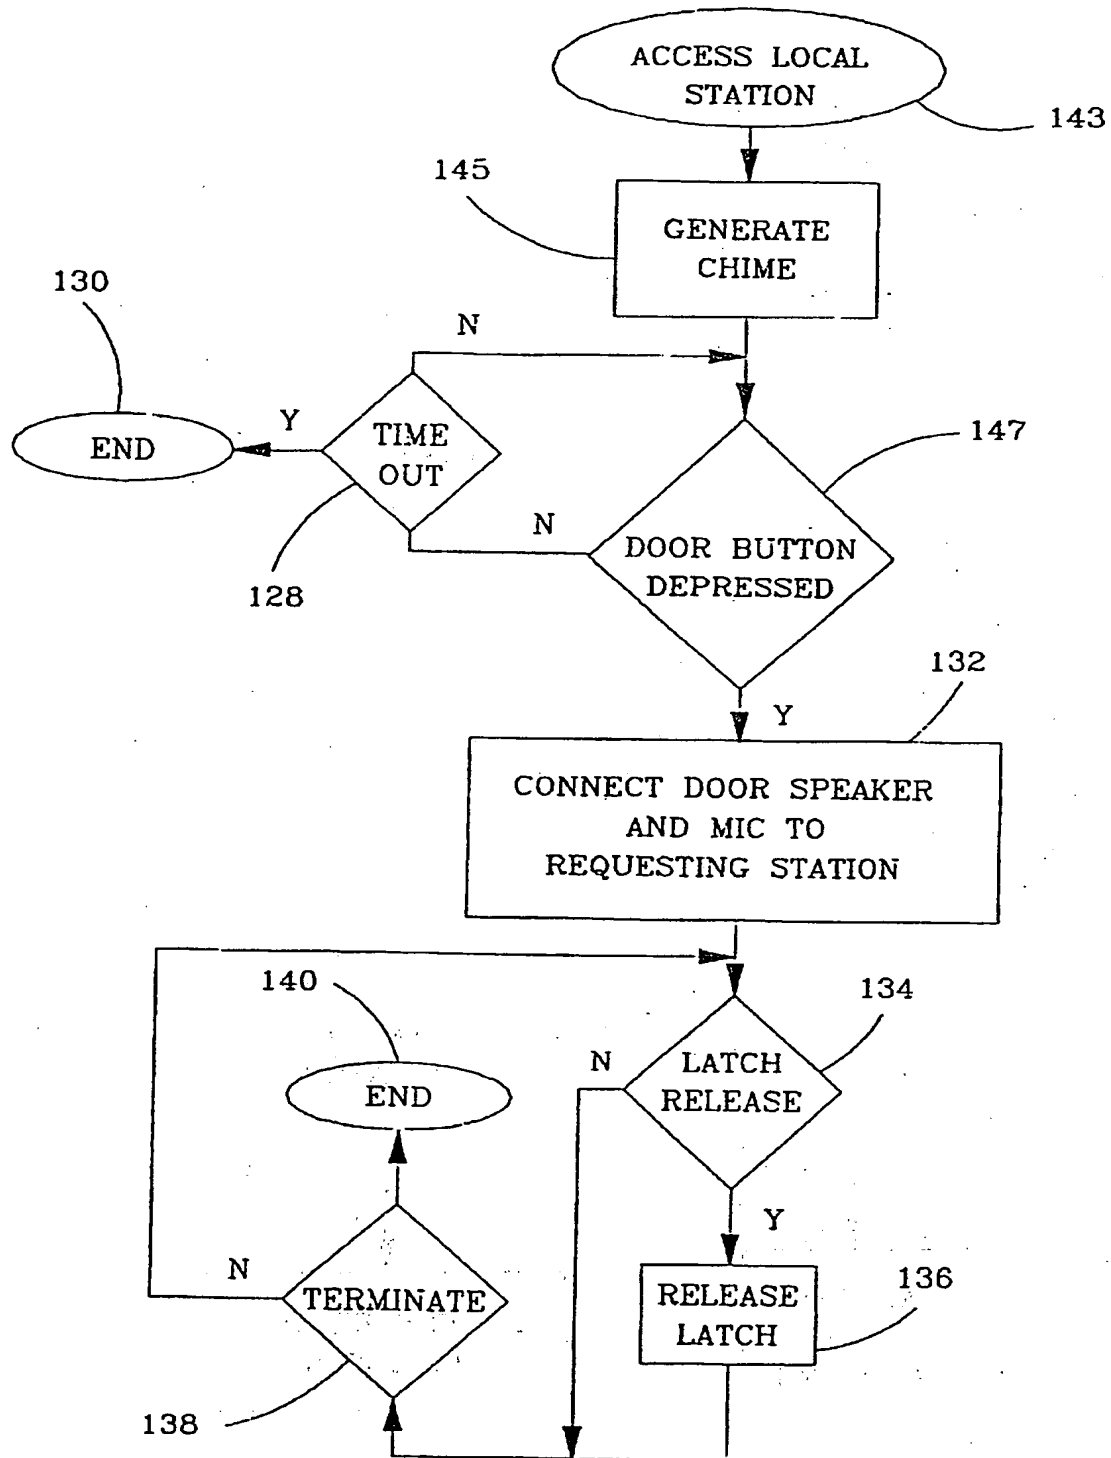 ACCESS LOCAL
STATION
143
145
GENERATE
CHIME
130
N
Y
END
TIME
OUT
147
N
DOOR BUTTON
DEPRESSED
128
132
Y
CONNECT DOOR SPEAKER
AND MIC TO
REQUESTING STATION
140
134
N
LATCH
RELEASE
END
Y
N
TERMINATE
136
RELEASE
LATCH
138